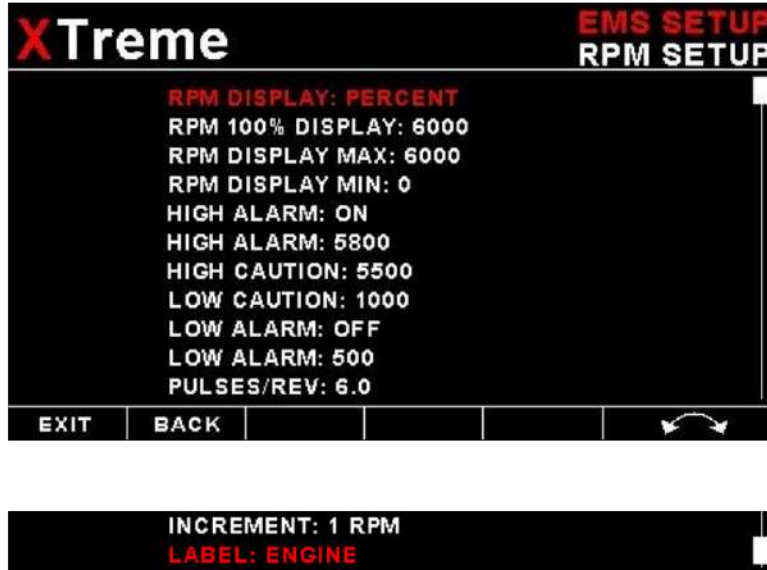 XTreme
EMS SETUP
RPM SETUP
RPM DISPLAY: PERCENT
RPM 100% DISPLAY: 6000
RPM DISPLAY MAX: 6000
RPM DISPLAY MIN: 0
HIGH ALARM: ON
HIGH ALARM: 5800
HIGH CAUTION: 5500
LOW CAUTION: 1000
LOW ALARM: OFF
LOW ALARM: 500
PULSES/REV: 6.0
EXIT BACK
INCREMENT: 1 RPM
LABEL: ENGINE